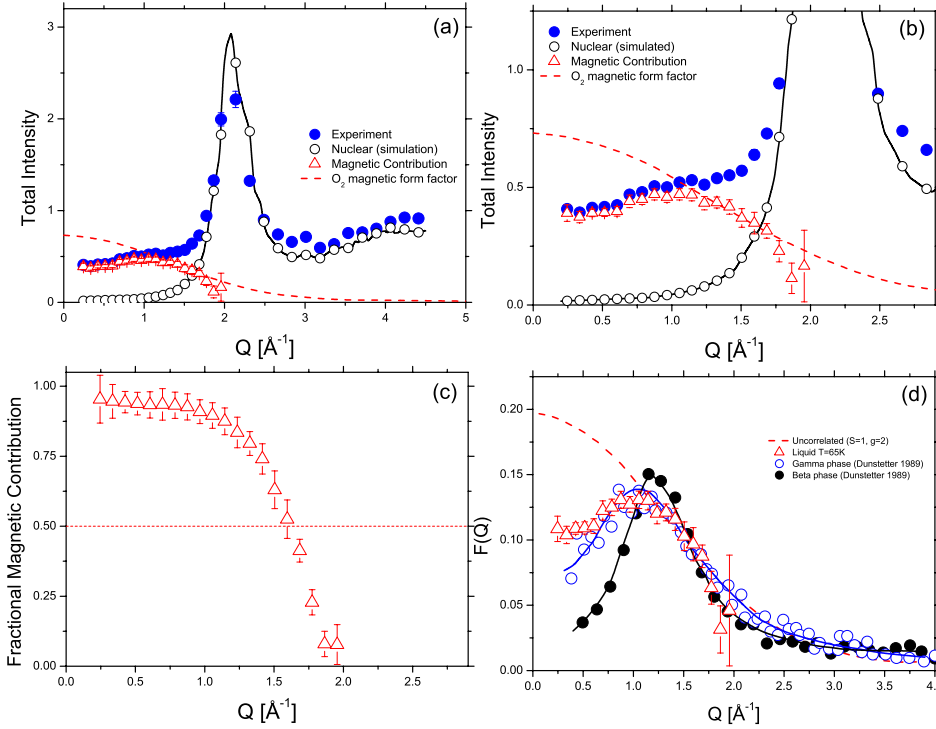 (a)
3
2
1
0
Total Intensity
Experiment
Nuclear (simulation)
Magnetic Contribution
O2 magnetic form factor
0 1 2 3 4 5
Q [Å-1]
(b)
1.0
0.5
0.0
Total Intensity
Experiment
Nuclear (simulated)
Magnetic Contribution
O2 magnetic form factor
0.0 0.5 1.0 1.5 2.0 2.5
Q [Å-1]
(c)
1.00
0.75
0.50
0.25
0.00
Fractional Magnetic Contribution
0.0 0.5 1.0 1.5 2.0 2.5
Q [Å-1]
(d)
0.20
0.15
0.10
0.05
0.00
F(Q)
Uncorrelated (S=1, g=2)
Liquid T=65K
Gamma phase (Dunstetter 1989)
Beta phase (Dunstetter 1989)
0.0 0.5 1.0 1.5 2.0 2.5 3.0 3.5 4.
Q [Å-1]